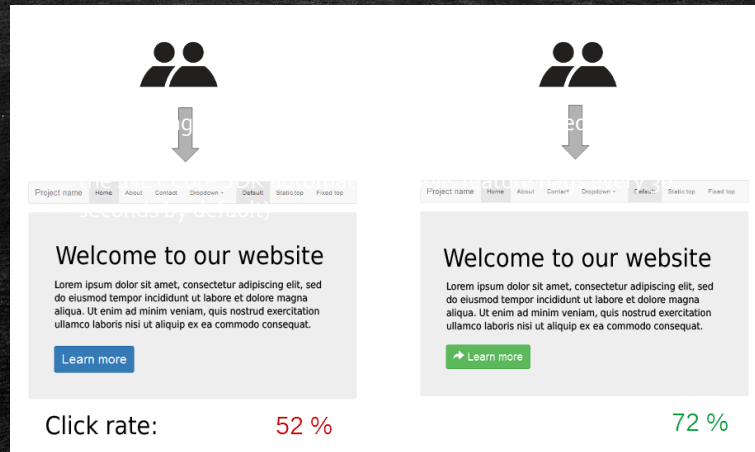 Project name Home About Contact Dropdown Default Static top Fixed top
seconds by default)
Welcome to our website
Lorem ipsum dolor sit amet, consectetur adipiscing elit, sed
do eiusmod tempor incididunt ut labore et dolore magna
aliqua. Ut enim ad minim veniam, quis nostrud exercitation
ullamco laboris nisi ut aliquip ex ea commodo consequat.
Learn more
Click rate: 52 %
Project name Home About Contact Dropdown Default Static top Fixed top
Welcome to our website
Lorem ipsum dolor sit amet, consectetur adipiscing elit, sed
do eiusmod tempor incididunt ut labore et dolore magna
aliqua. Ut enim ad minim veniam, quis nostrud exercitation
ullamco laboris nisi ut aliquip ex ea commodo consequat.
Learn more
72 %